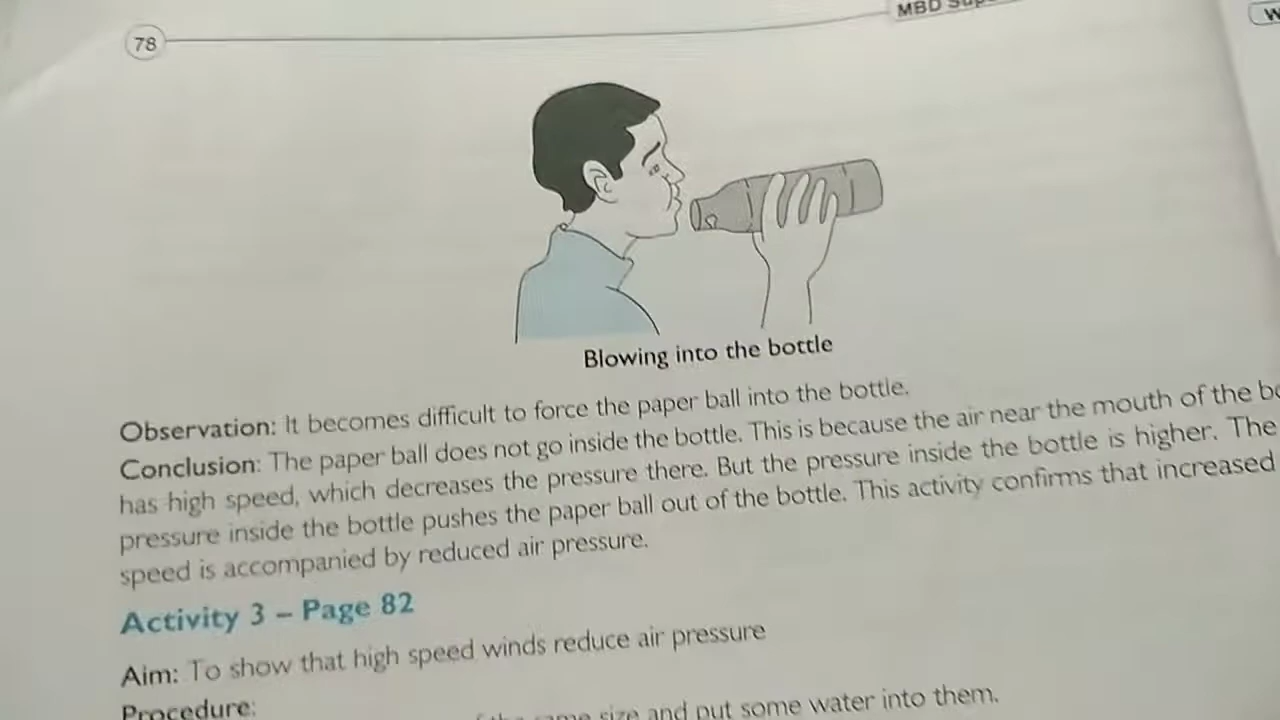 78
MBD
W
Blowing into the bottle
Observation: It becomes difficult to force the paper ball into the bottle.
Conclusion: The paper ball does not go inside the bottle. This is because the air near the mouth of the
has high speed, which decreases the pressure there. But the pressure inside the bottle is higher. The
pressure inside the bottle pushes the paper ball out of the bottle. This activity confirms that increased
speed is accompanied by reduced air pressure.
Activity 3 – Page 82
Aim: To show that high speed winds reduce air pressure
Procedure:
same size and put some water into them.